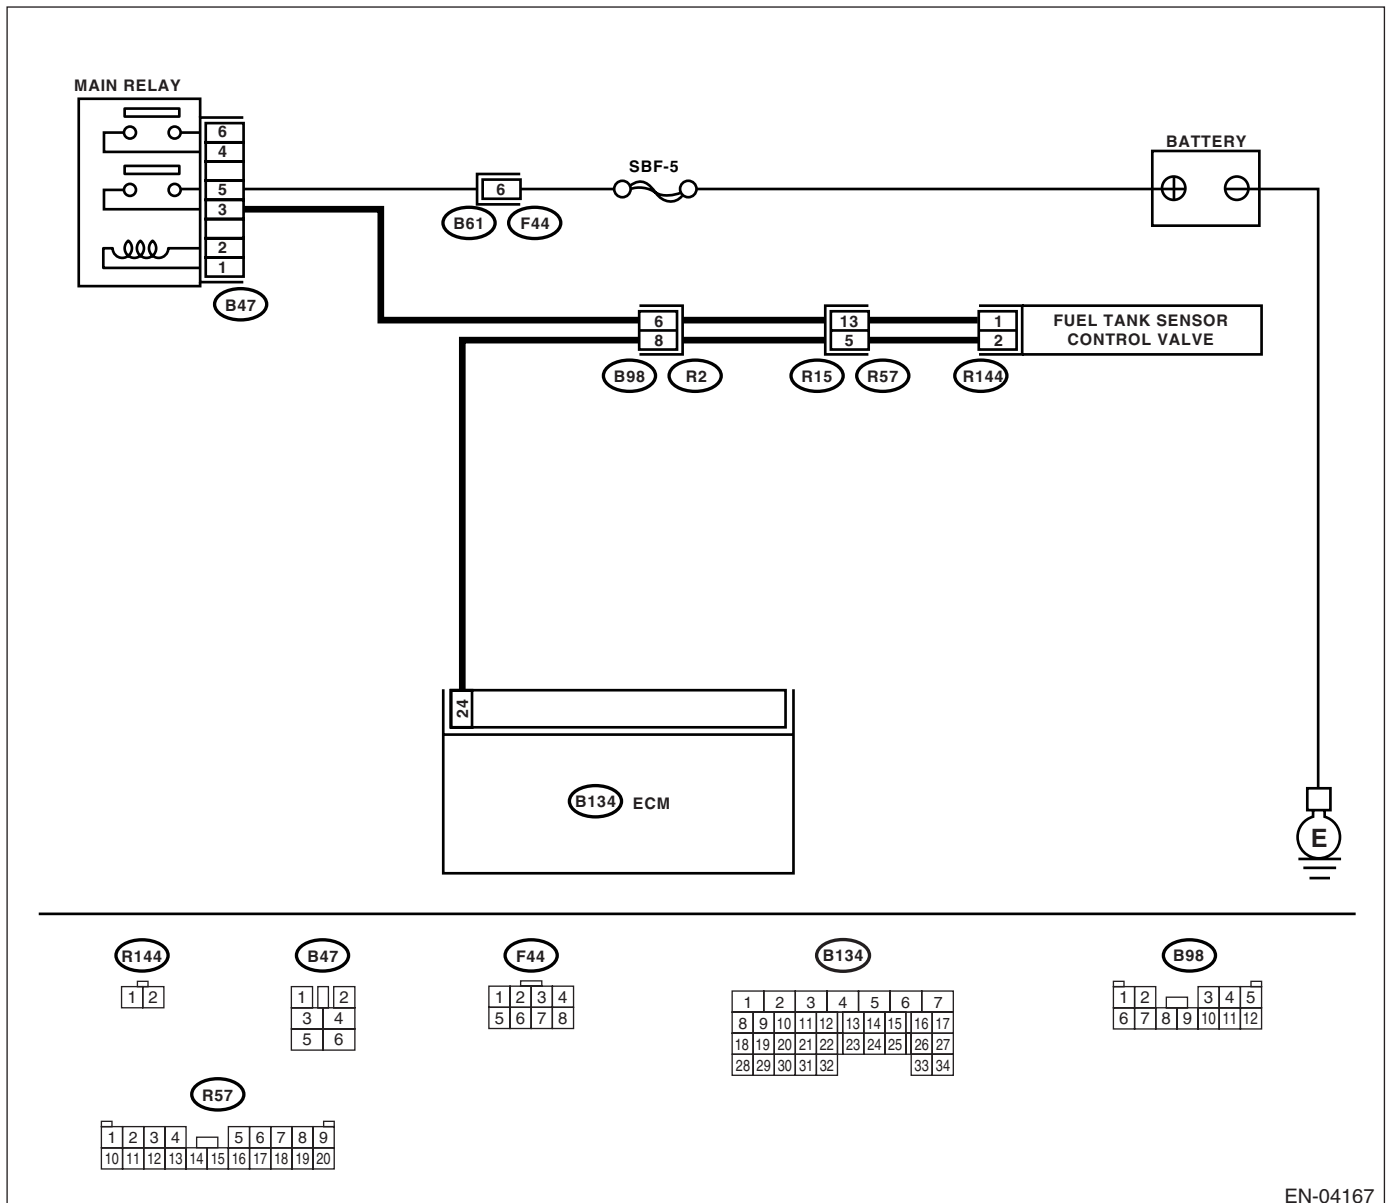 MAIN RELAY
6
4
5
3
2
1
B47
6
B61 F44
SBF-5
BATTERY
6 13 1
8 5 2
FUEL TANK SENSOR
CONTROL VALVE
B98 R2 R15 R57 R144
24
B134 ECM
E
R144
1 2
B47
1 2
3 4
5 6
F44
1 2 3 4
5 6 7 8
B134
1 2 3 4 5 6 7
8 9 10 11 12 13 14 15 16 17
18 19 20 21 22 23 24 25 26 27
28 29 30 31 32 33 34
B98
1 2 3 4 5
6 7 8 9 10 11 12
R57
1 2 3 4 5 6 7 8 9
10 11 12 13 14 15 16 17 18 19 20
EN-04167